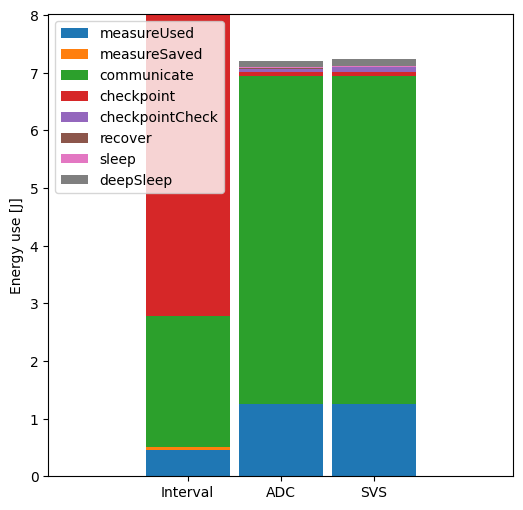 8
7
6
5
4
3
2
1
0
Energy use [J]
measureUsed
measureSaved
communicate
checkpoint
checkpointCheck
recover
sleep
deepSleep
Interval
ADC
SVS